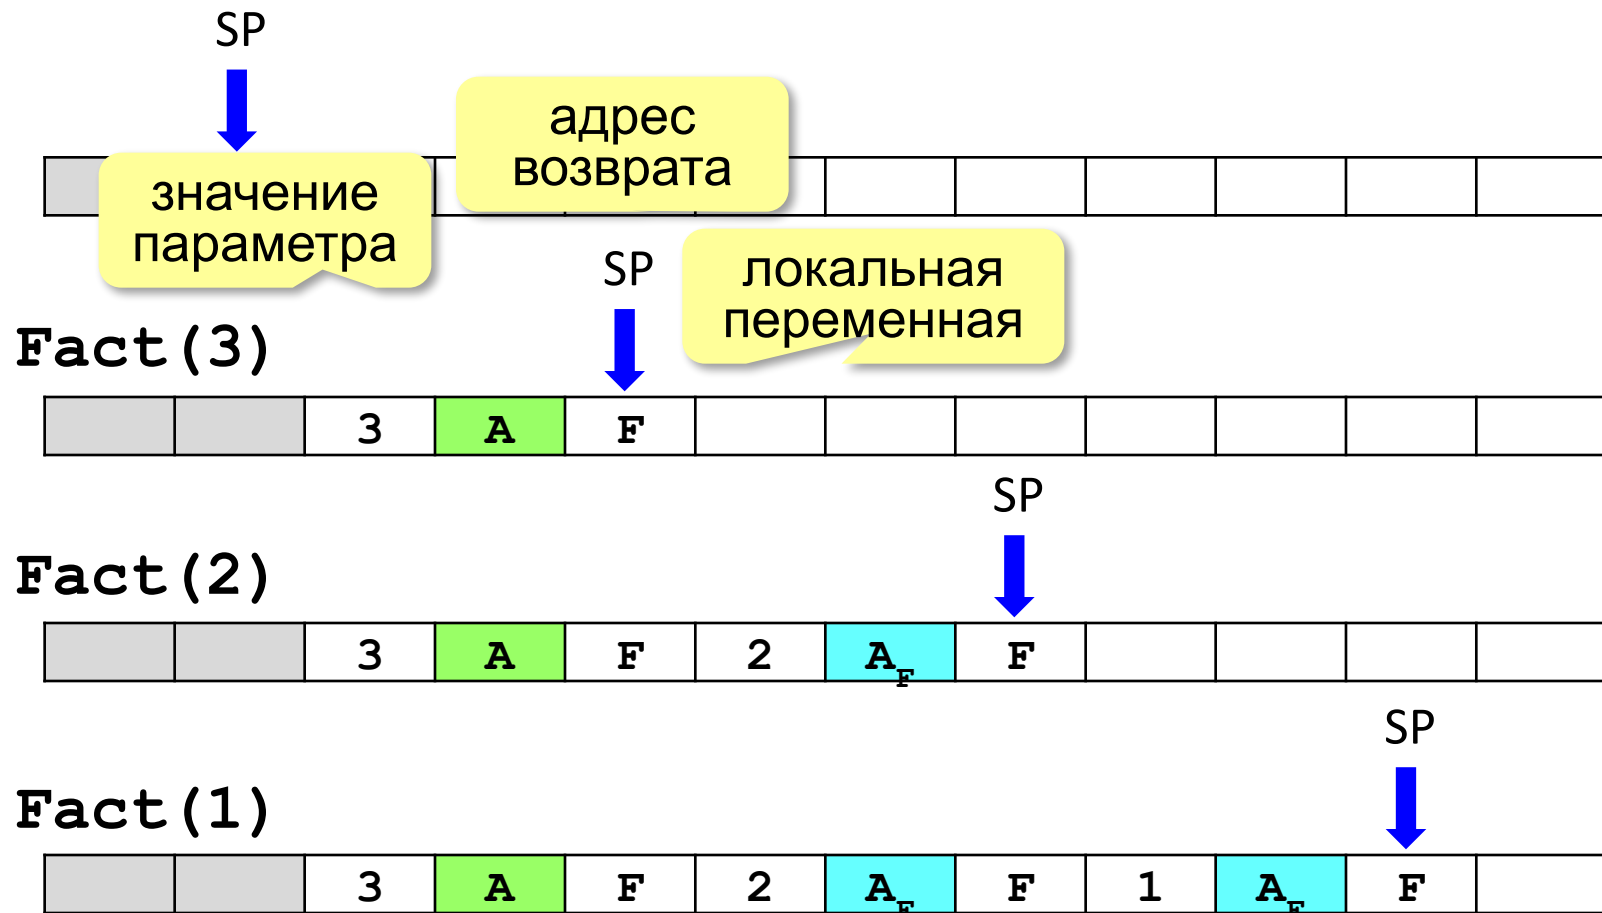 SP
адрес
возврата
значение
параметра
SP
локальная
переменная
Fact(3)
3 A F
SP
Fact(2)
3 A F 2 AF F
SP
Fact(1)
3 A F 2 AF F 1 AF F